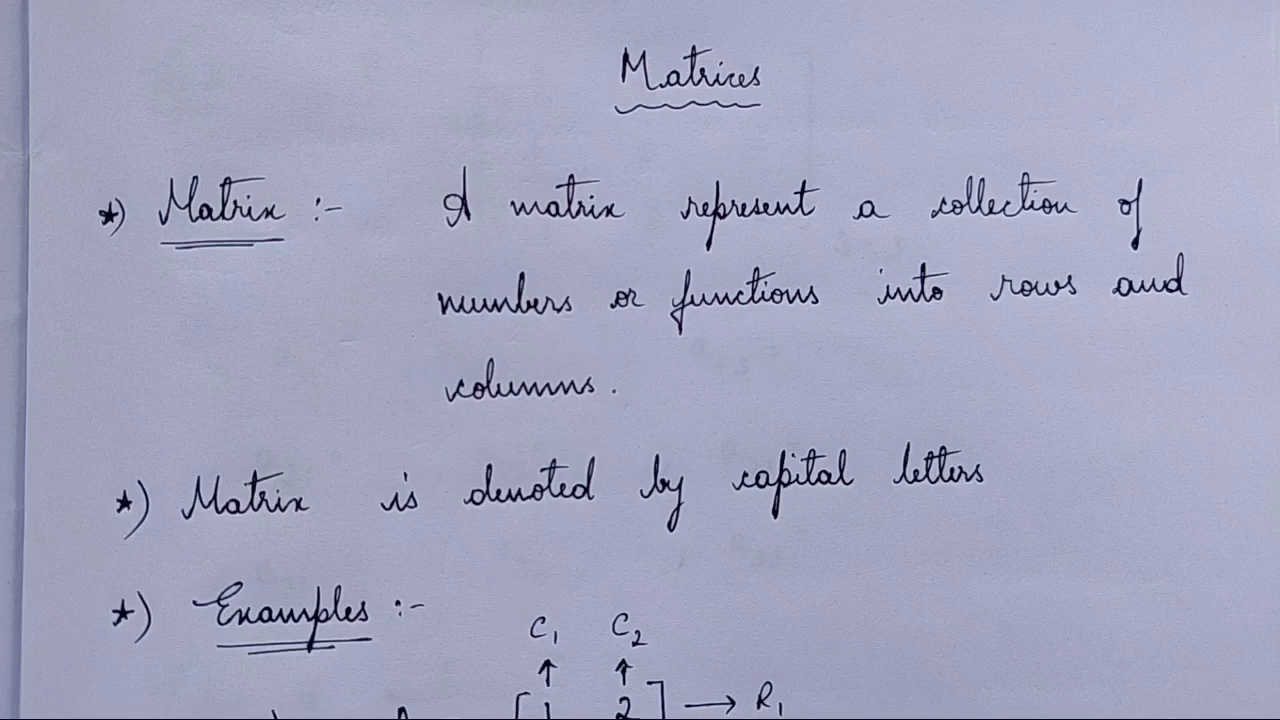 Matrices
*) Matrix :- A matrix represent a collection of
numbers or functions into rows and
columns.
*) Matrix is denoted by capital letters
*) Examples :-
C₁ C₂
↑ ↑
[1 2] → R₁